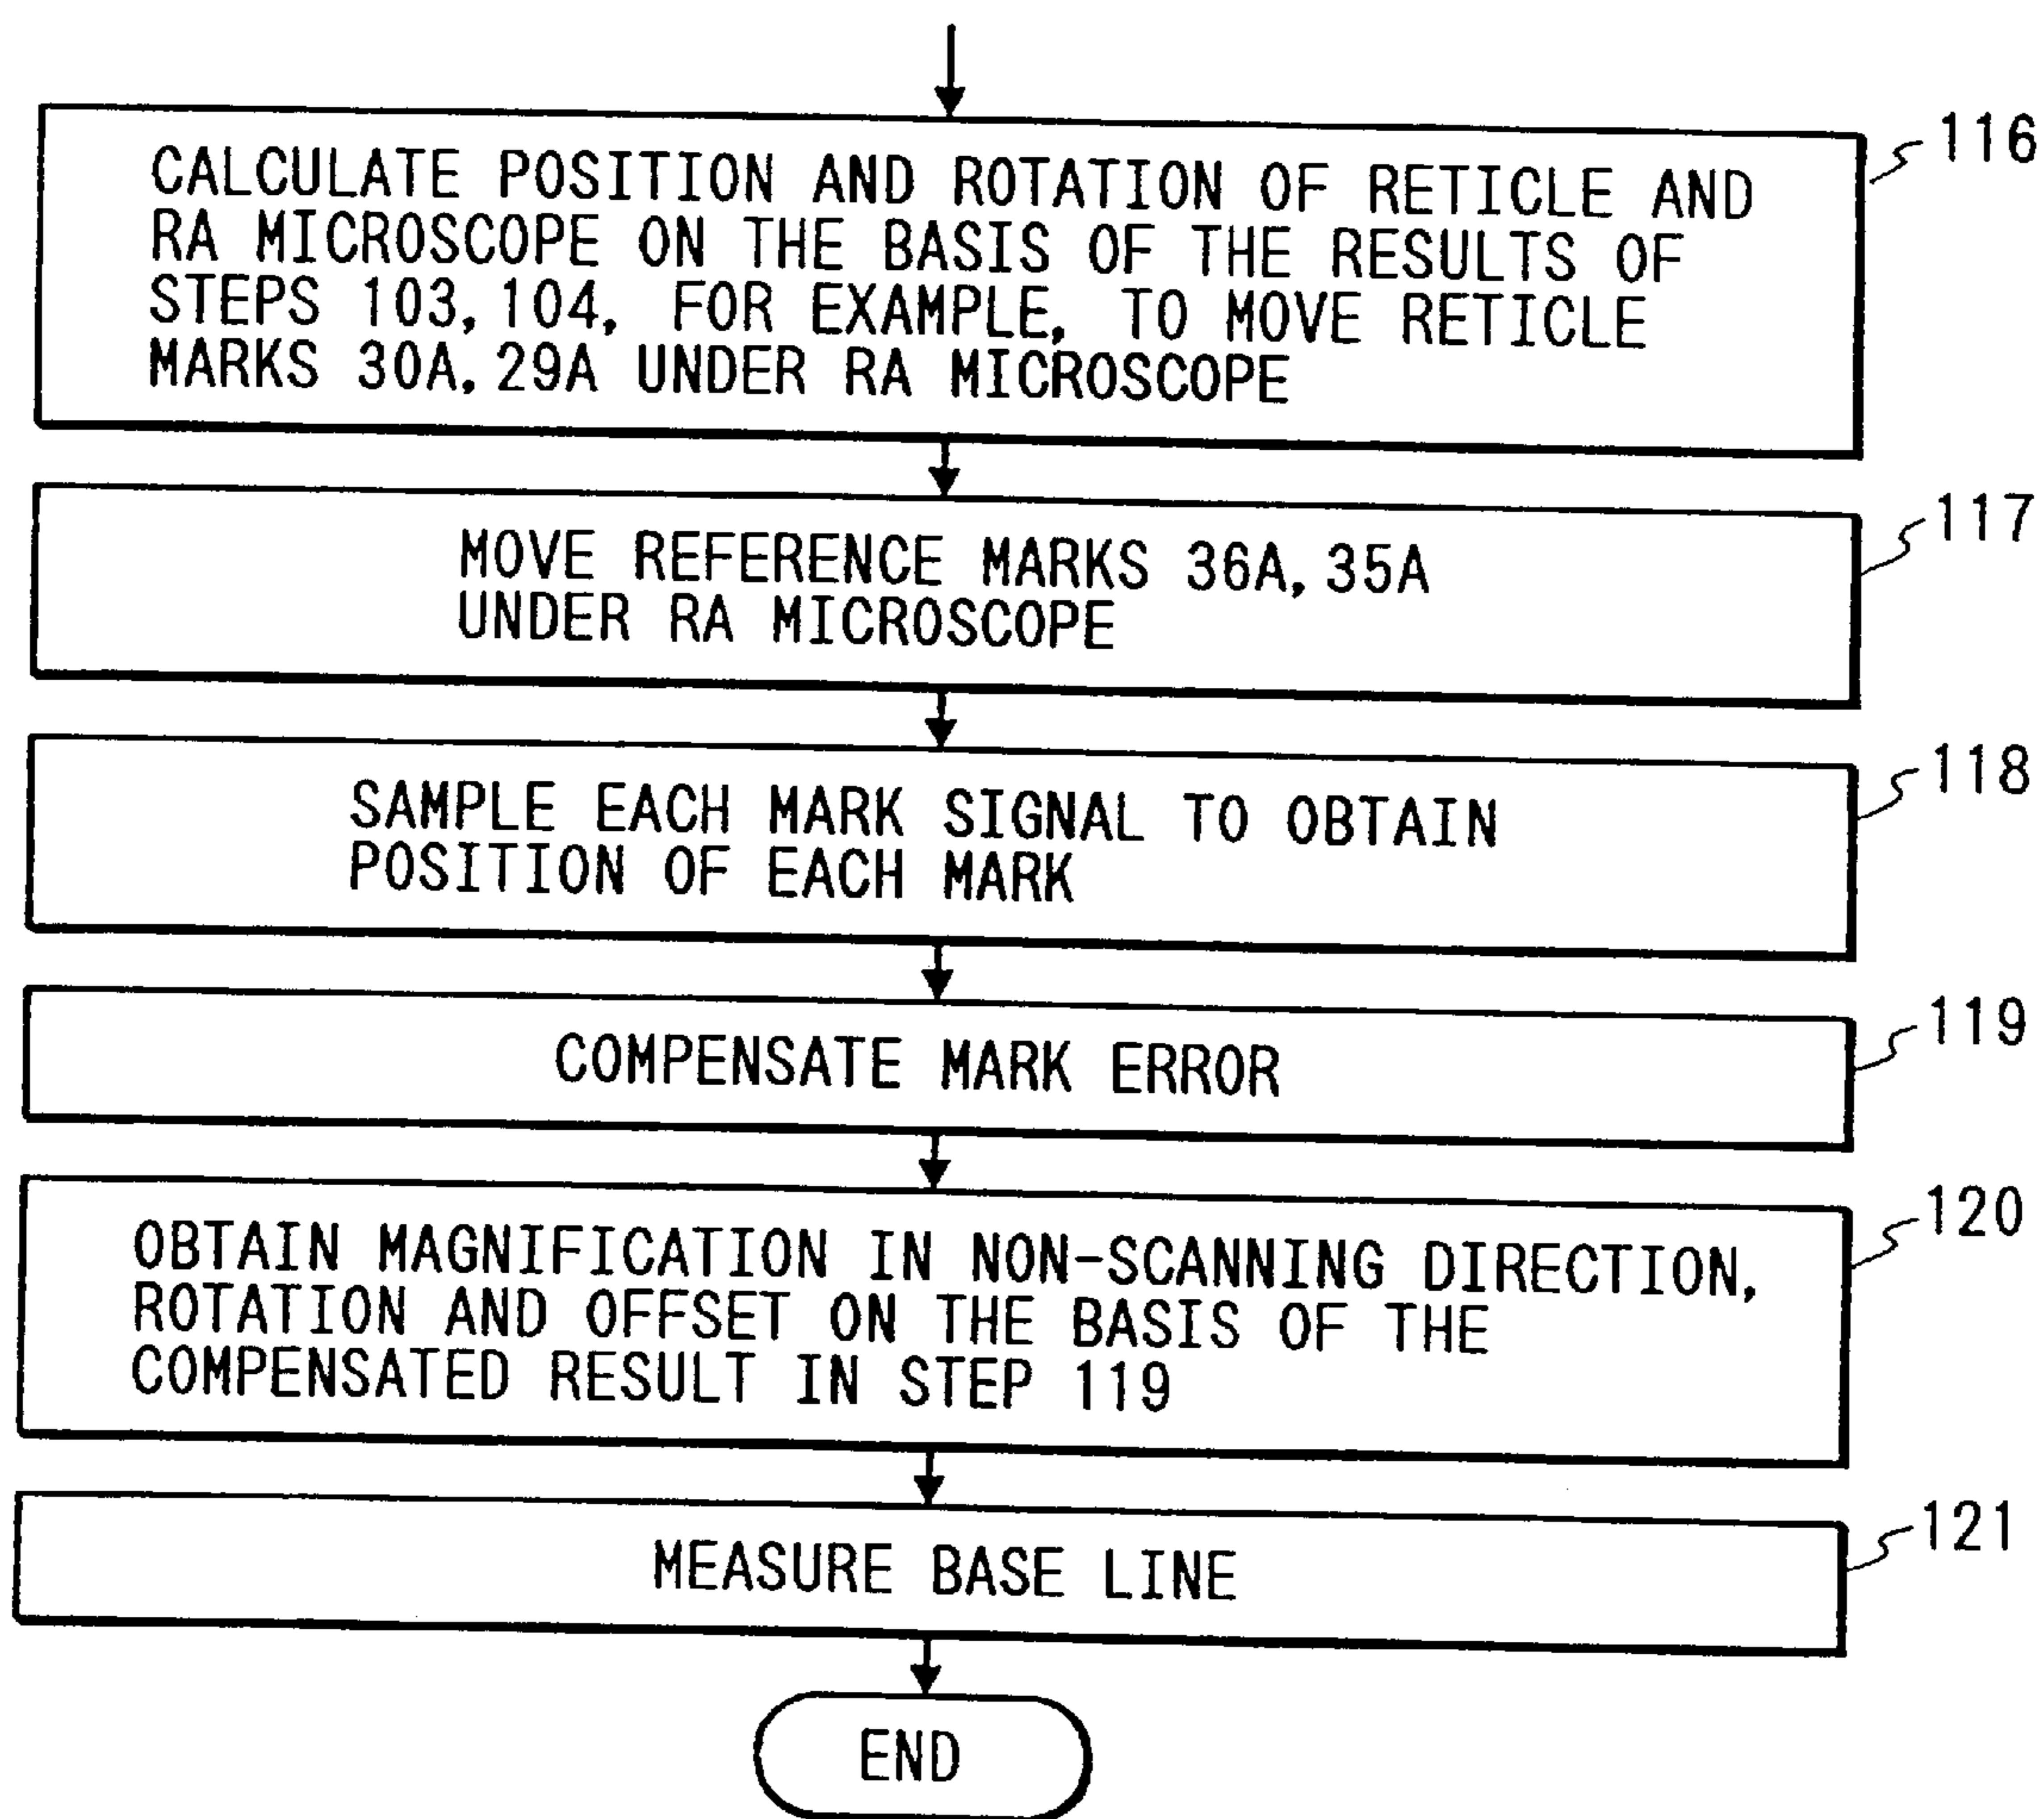 116
CALCULATE POSITION AND ROTATION OF RETICLE AND
RA MICROSCOPE ON THE BASIS OF THE RESULTS OF
STEPS 103, 104, FOR EXAMPLE, TO MOVE RETICLE
MARKS 30A, 29A UNDER RA MICROSCOPE
117
MOVE REFERENCE MARKS 36A, 35A
UNDER RA MICROSCOPE
118
SAMPLE EACH MARK SIGNAL TO OBTAIN
POSITION OF EACH MARK
119
COMPENSATE MARK ERROR
120
OBTAIN MAGNIFICATION IN NON-SCANNING DIRECTION,
ROTATION AND OFFSET ON THE BASIS OF THE
COMPENSATED RESULT IN STEP 119
121
MEASURE BASE LINE
END